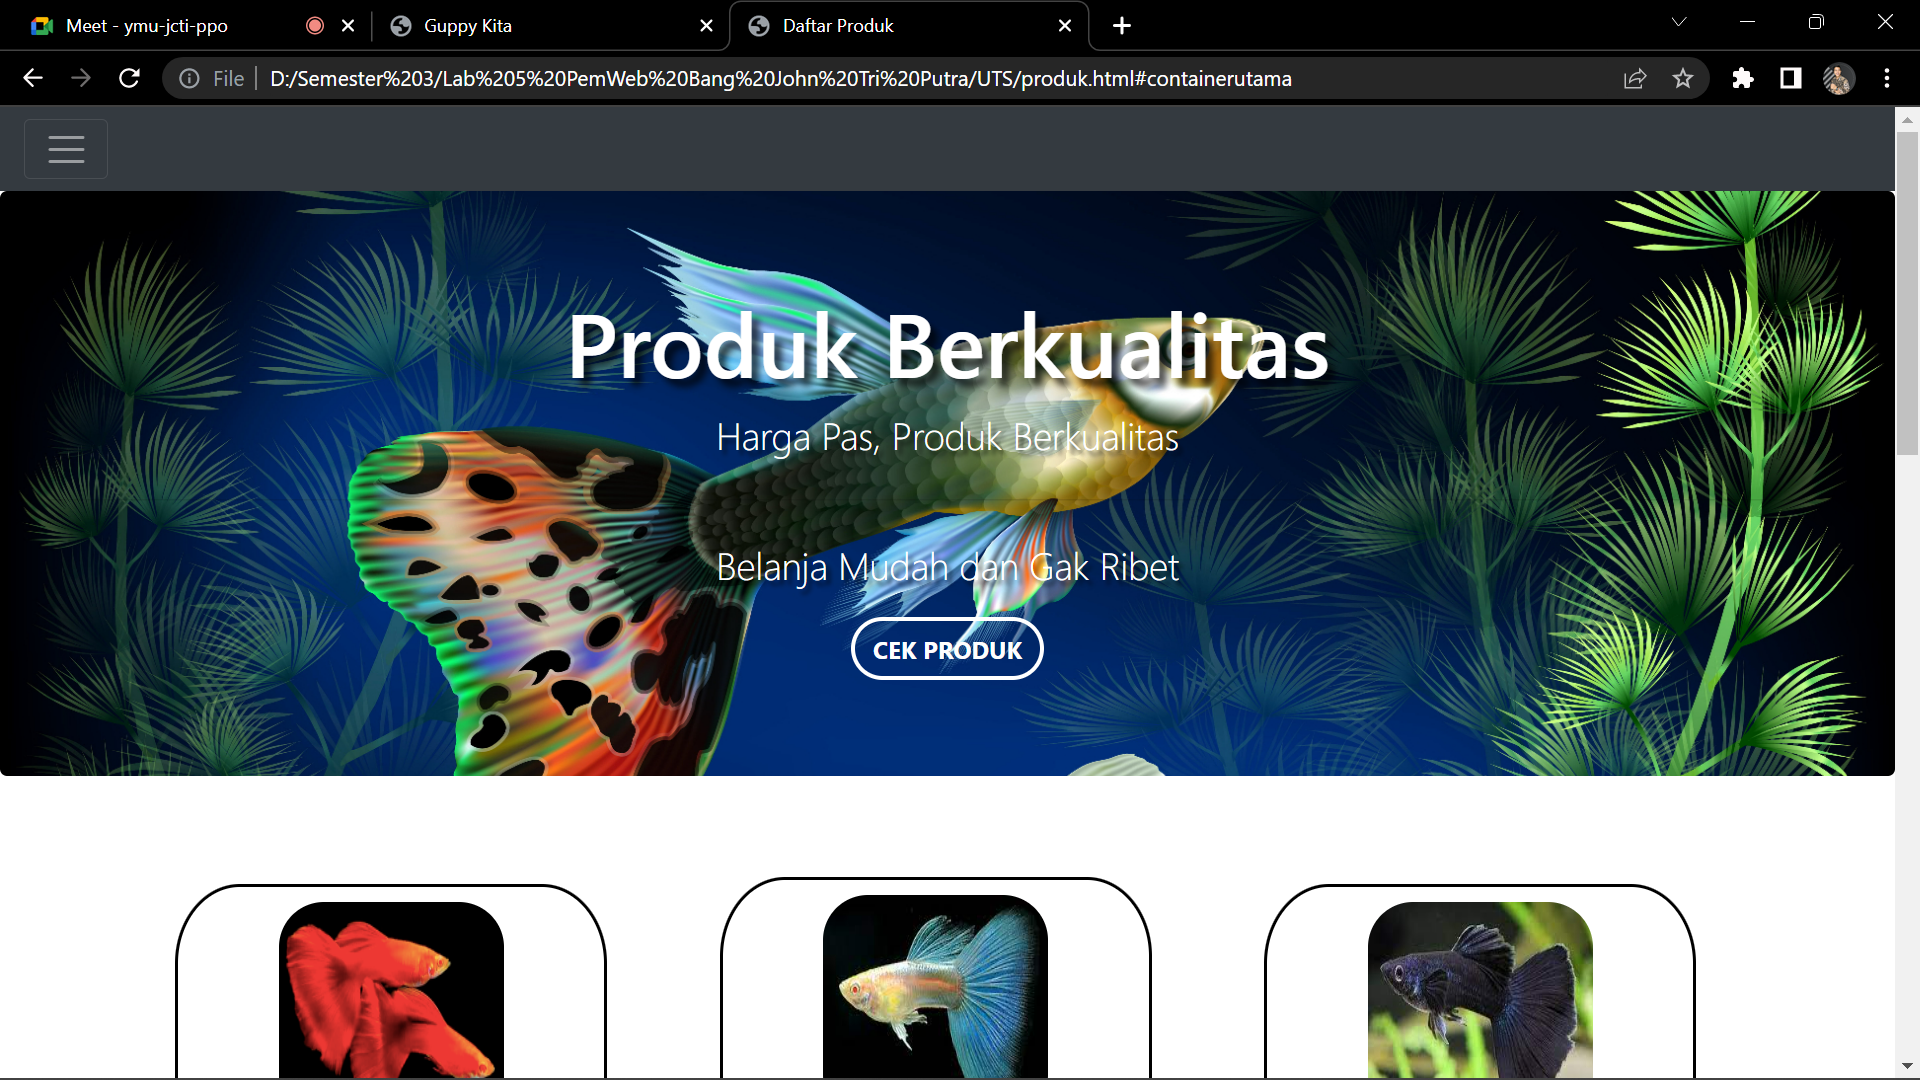 Meet - ymu-jcti-ppo
Guppy Kita
Daftar Produk
File
D:/Semester%203/Lab%205%20PemWeb%20Bang%20John%20Tri%20Putra/UTS/produk.html#containerutama
Produk Berkualitas
Harga Pas, Produk Berkualitas
Belanja Mudah dan Gak Ribet
CEK PRODUK